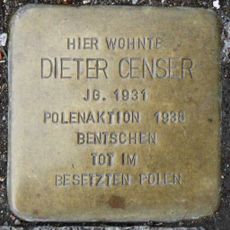 HIER WOHNTE
DIETER CENSER
JG. 1931
POLENAKTION 1938
BENTSCHEN
TOT IM
BESETZTEN POLEN